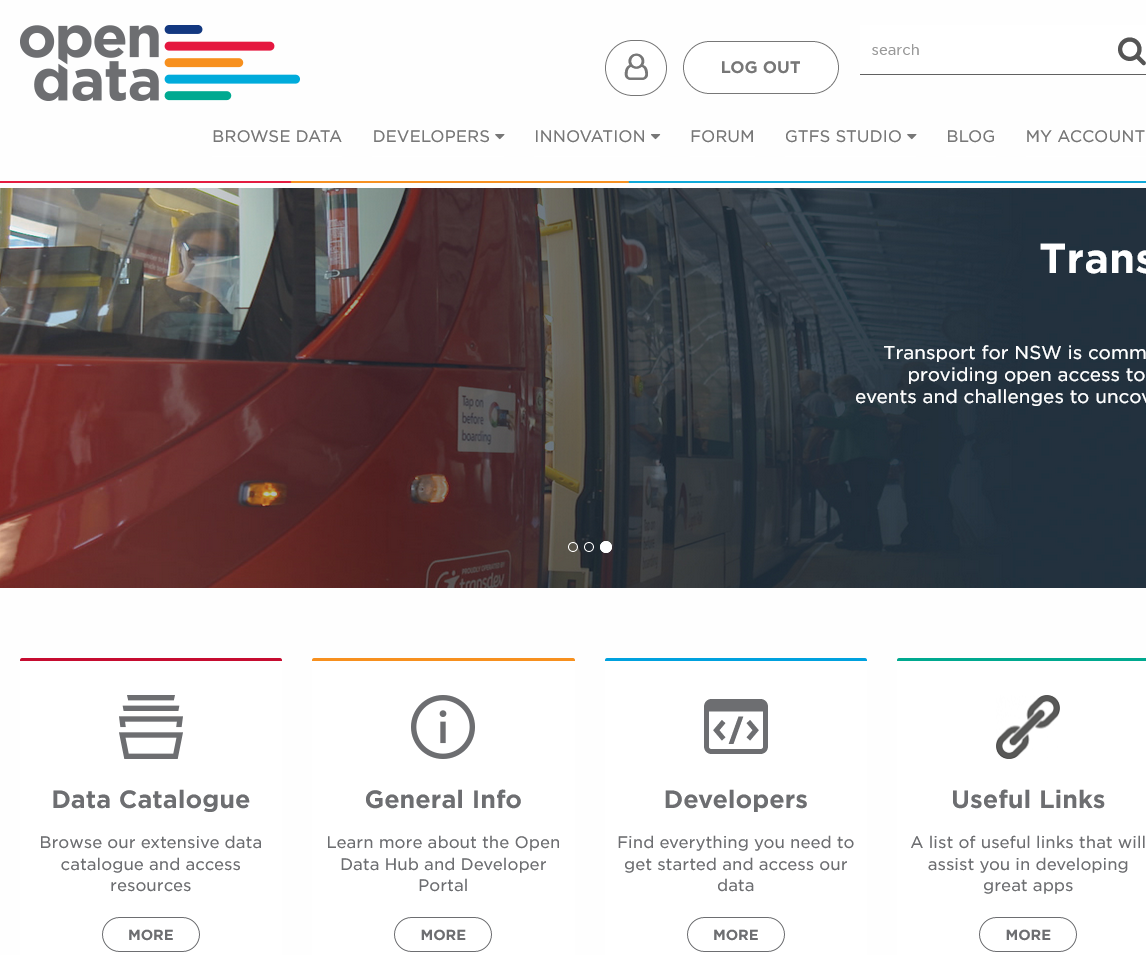 open
data
LOG OUT
search
BROWSE DATA
DEVELOPERS
INNOVATION
FORUM
GTFS STUDIO
BLOG
MY ACCOUNT
Trans
Transport for NSW is comm
providing open access to
events and challenges to uncov
Tap on
before
boarding
transdev
Data Catalogue
Browse our extensive data
catalogue and access
resources
MORE
General Info
Learn more about the Open
Data Hub and Developer
Portal
MORE
Developers
Find everything you need to
get started and access our
data
MORE
Useful Links
A list of useful links that will
assist you in developing
great apps
MORE